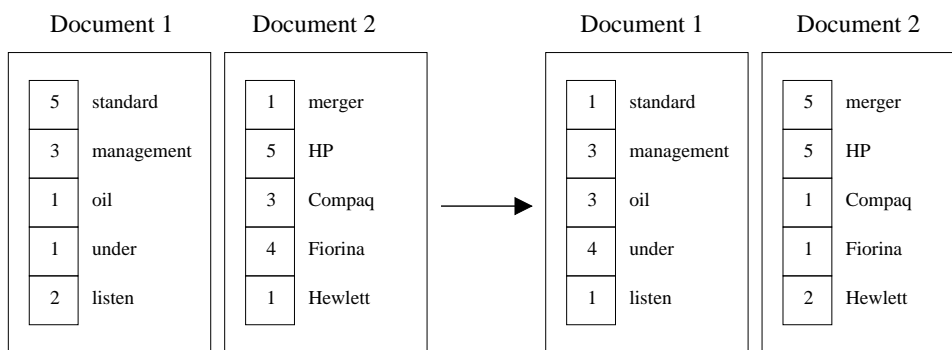 Document 1 Document 2 Document 1 Document 2
5 standard 1 merger 1 standard 5 merger
3 management 5 HP 3 management 5 HP
1 oil 3 Compaq 3 oil 1 Compaq
1 under 4 Fiorina 4 under 1 Fiorina
2 listen 1 Hewlett 1 listen 2 Hewlett